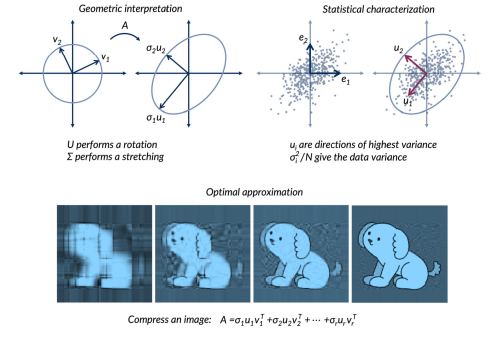 Geometric interpretation
Statistical characterization
A
v₂
v₁
σ₂u₂
σ₁u₁
e₂
e₁
u₂
u₁
U performs a rotation
Σ performs a stretching
uᵢ are directions of highest variance
σᵢ²/N give the data variance
Optimal approximation
Compress an image: A =σ₁u₁v₁ᵀ +σ₂u₂v₂ᵀ + ⋯ +σᵣuᵣvᵣᵀ